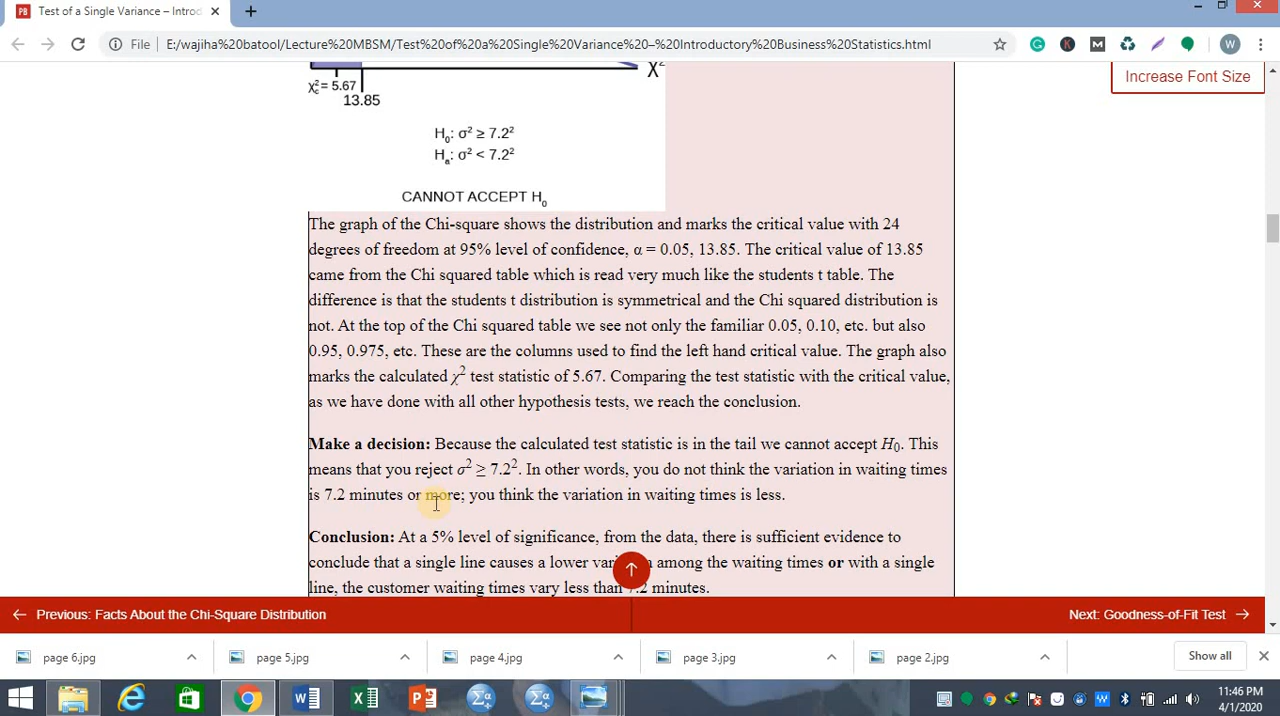 Test of a Single Variance – Introd
File
E:/wajiha%20batool/Lecture%20MBSM/Test%20of%20a%20Single%20Variance%20–%20Introductory%20Business%20Statistics.html
W
Increase Font Size
χ²
χ²c = 5.67
13.85
H₀: σ² ≥ 7.2²
Hₐ: σ² < 7.2²
CANNOT ACCEPT H₀
The graph of the Chi-square shows the distribution and marks the critical value with 24
degrees of freedom at 95% level of confidence, α = 0.05, 13.85. The critical value of 13.85
came from the Chi squared table which is read very much like the students t table. The
difference is that the students t distribution is symmetrical and the Chi squared distribution is
not. At the top of the Chi squared table we see not only the familiar 0.05, 0.10, etc. but also
0.95, 0.975, etc. These are the columns used to find the left hand critical value. The graph also
marks the calculated χ² test statistic of 5.67. Comparing the test statistic with the critical value,
as we have done with all other hypothesis tests, we reach the conclusion.
Make a decision: Because the calculated test statistic is in the tail we cannot accept H₀. This
means that you reject σ² ≥ 7.2². In other words, you do not think the variation in waiting times
is 7.2 minutes or more; you think the variation in waiting times is less.
Conclusion: At a 5% level of significance, from the data, there is sufficient evidence to
conclude that a single line causes a lower among the waiting times or with a single
line, the customer waiting times vary less than 7.2 minutes.
Previous: Facts About the Chi-Square Distribution
Next: Goodness-of-Fit Test
page 6.jpg
page 5.jpg
page 4.jpg
page 3.jpg
page 2.jpg
Show all
11:46 PM
4/1/2020